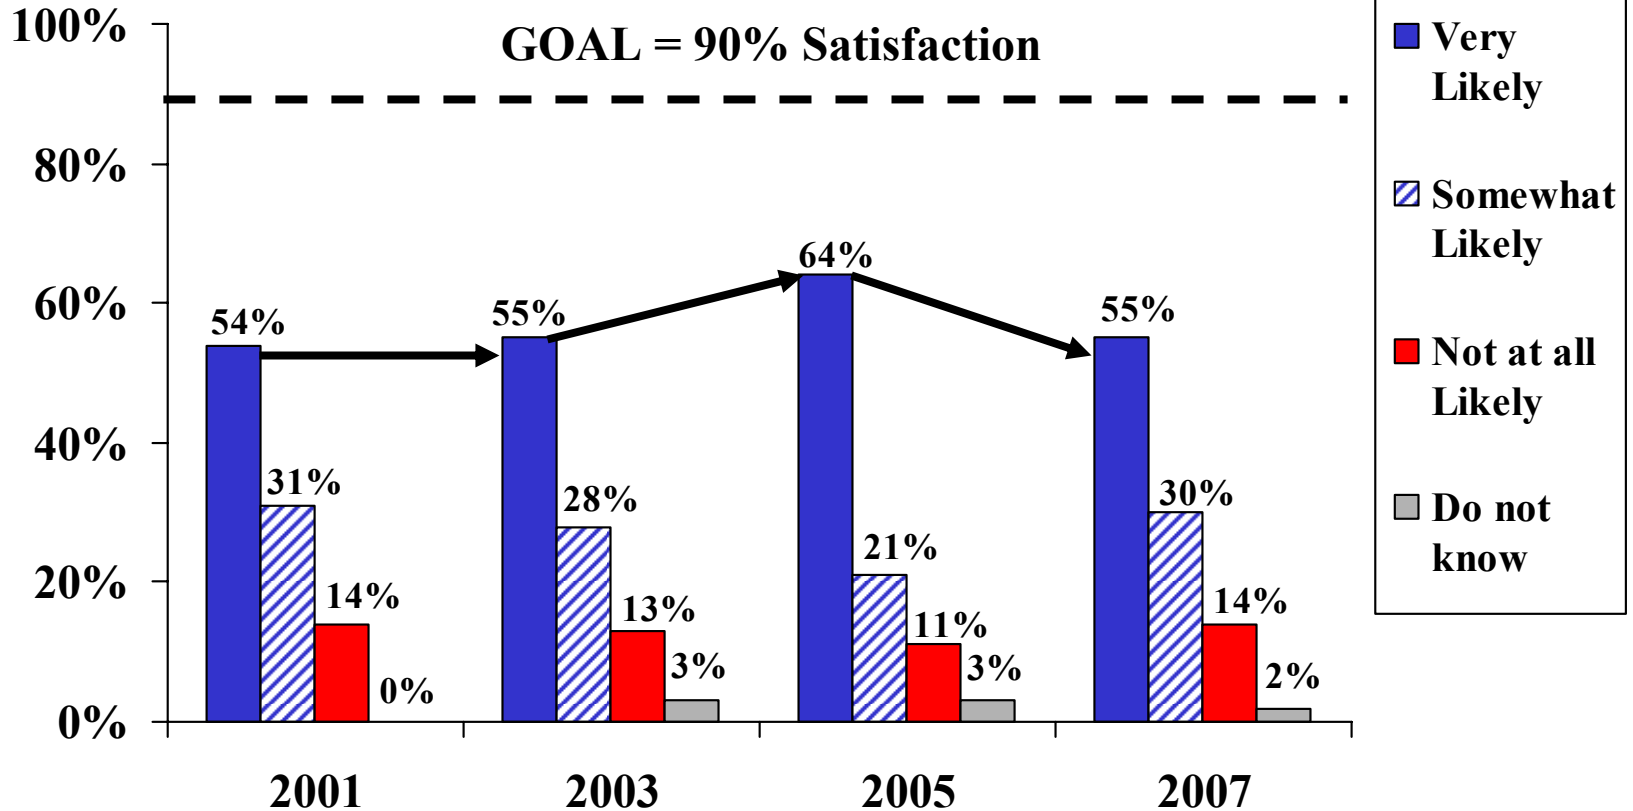 GOAL = 90% Satisfaction
100%
80%
60%
40%
20%
0%
54%
31%
14%
0%
55%
28%
13%
3%
64%
21%
11%
3%
55%
30%
14%
2%
2001
2003
2005
2007
Very
Likely
Somewhat
Likely
Not at all
Likely
Do not
know